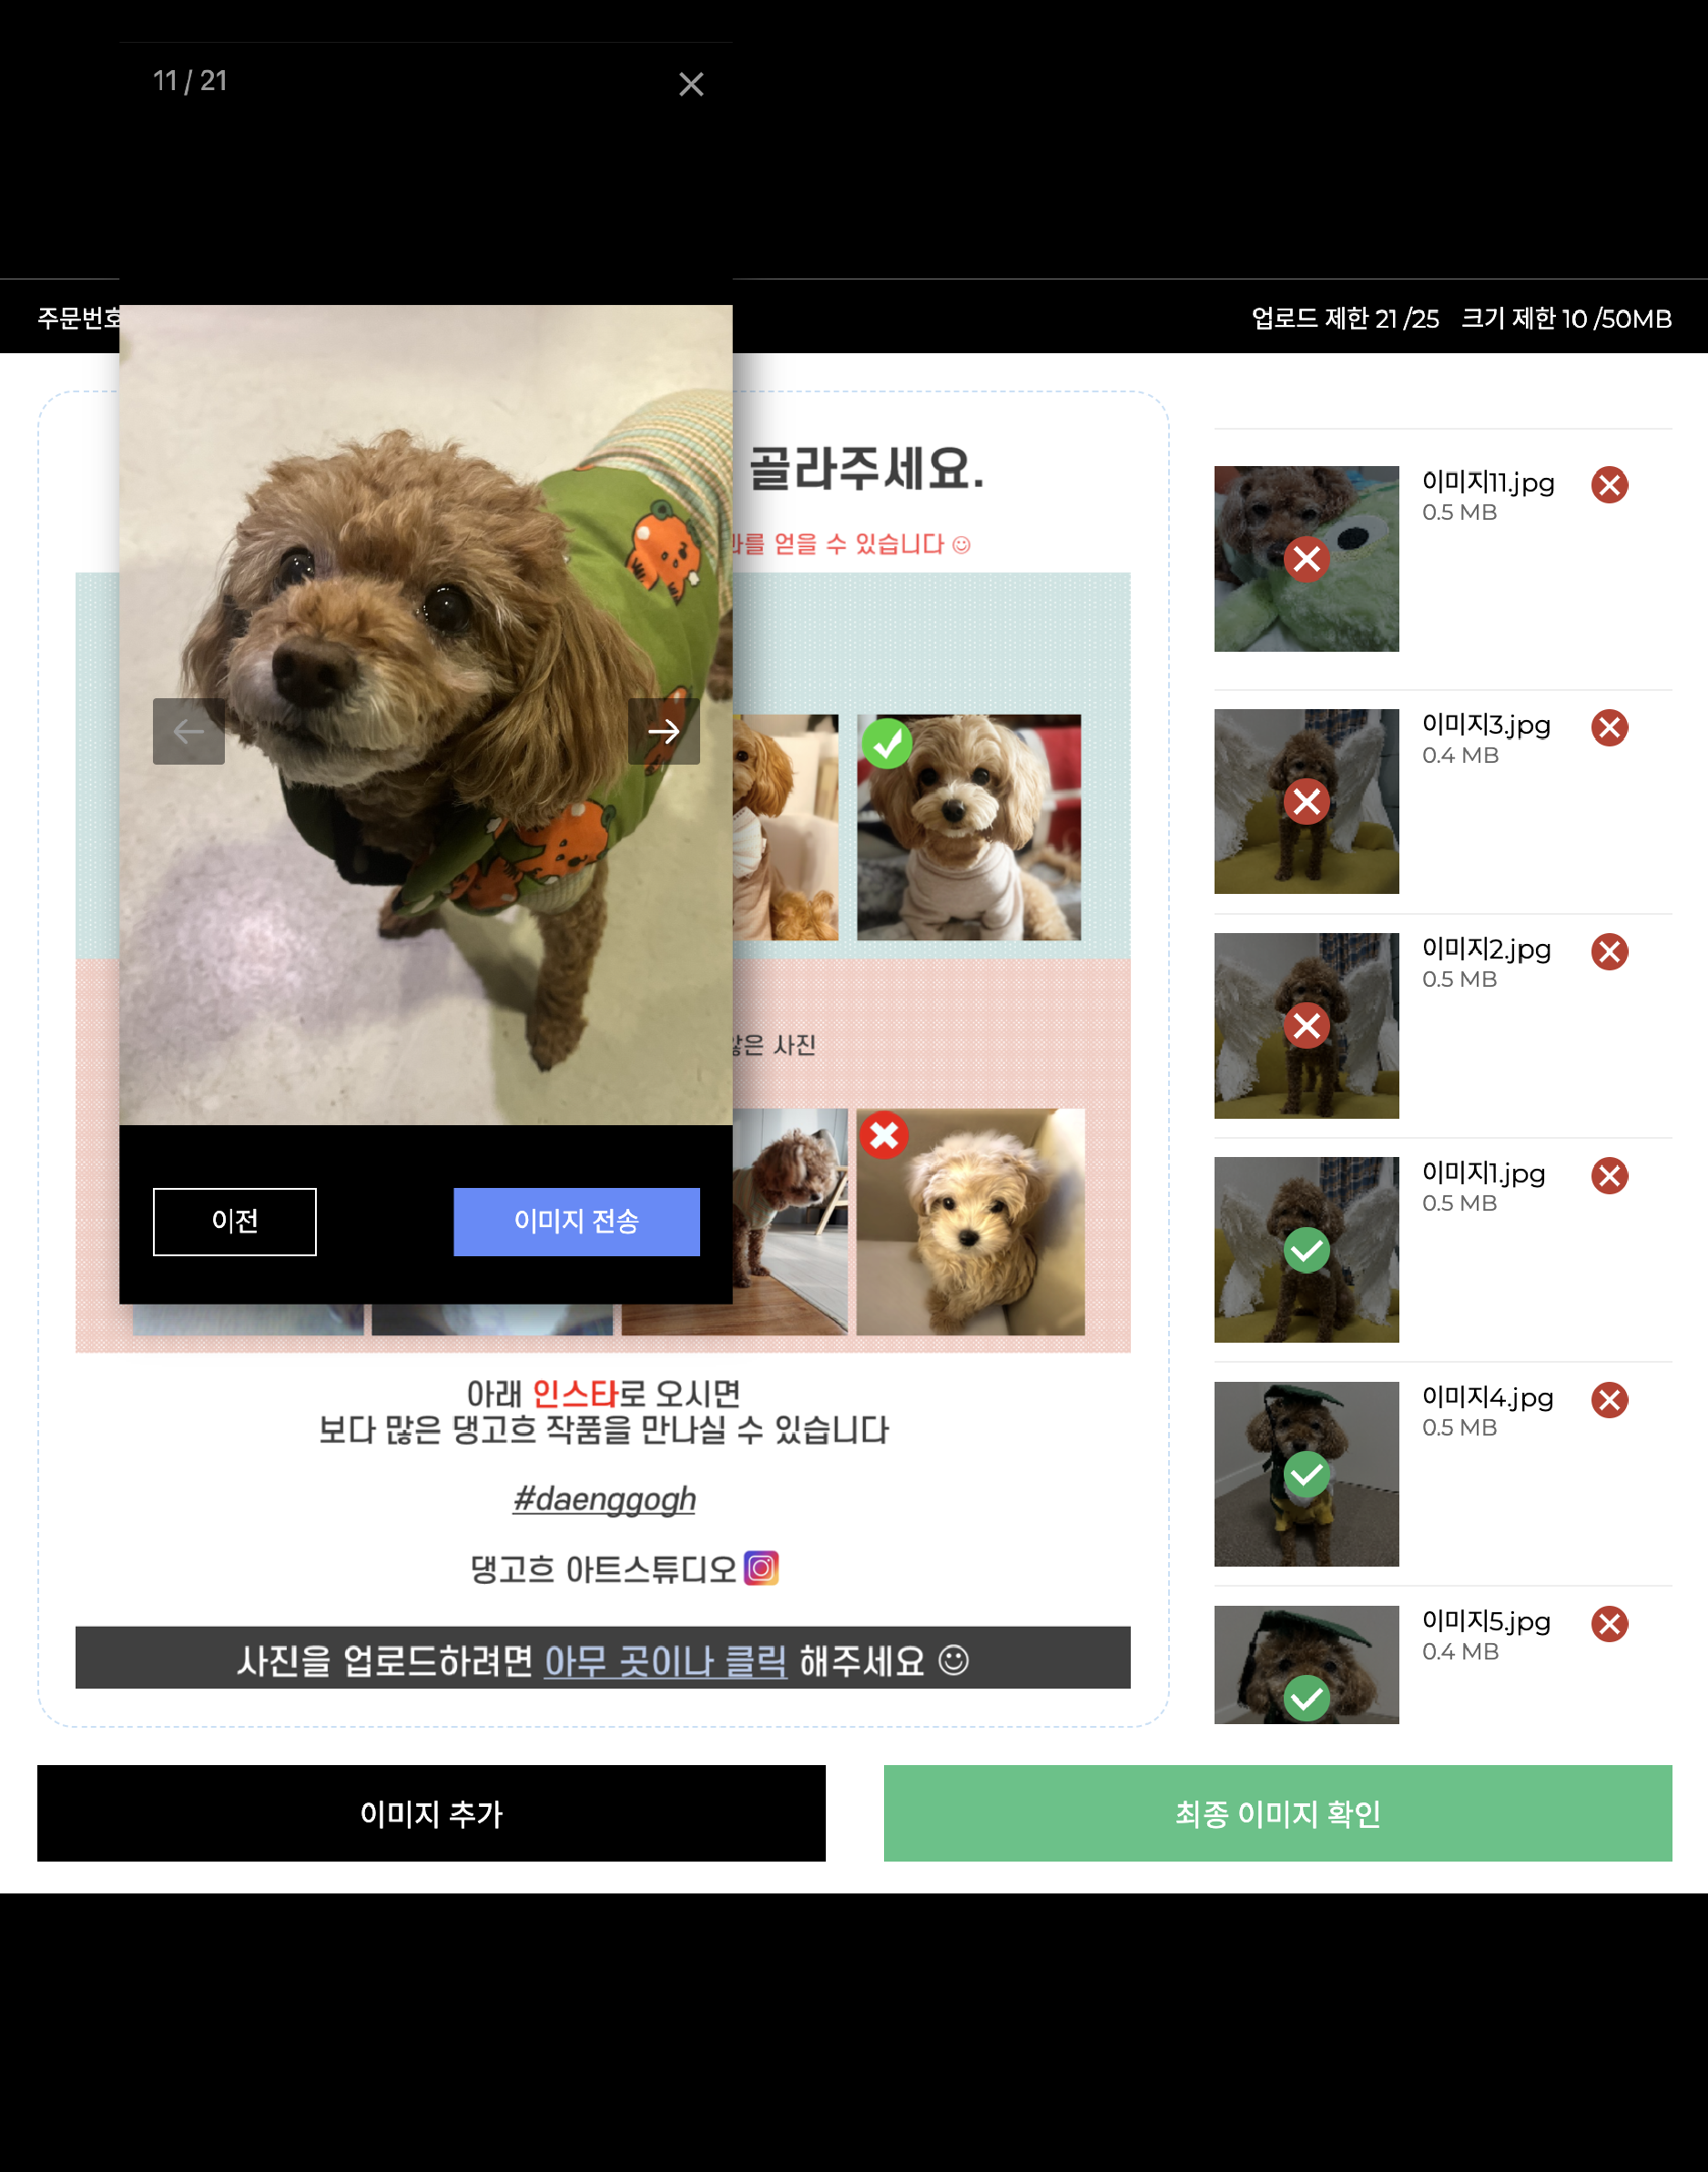 11 / 21
주문번호
업로드 제한 21 /25 크기 제한 10 /50MB
골라주세요.
를 얻을 수 있습니다
은 사진
이전
이미지 전송
아래 인스타로 오시면
보다 많은 댕고흐 작품을 만나실 수 있습니다
#daenggogh
댕고흐 아트스튜디오
사진을 업로드하려면 아무 곳이나 클릭 해주세요
이미지11.jpg
0.5 MB
이미지3.jpg
0.4 MB
이미지2.jpg
0.5 MB
이미지1.jpg
0.5 MB
이미지4.jpg
0.5 MB
이미지5.jpg
0.4 MB
이미지 추가
최종 이미지 확인